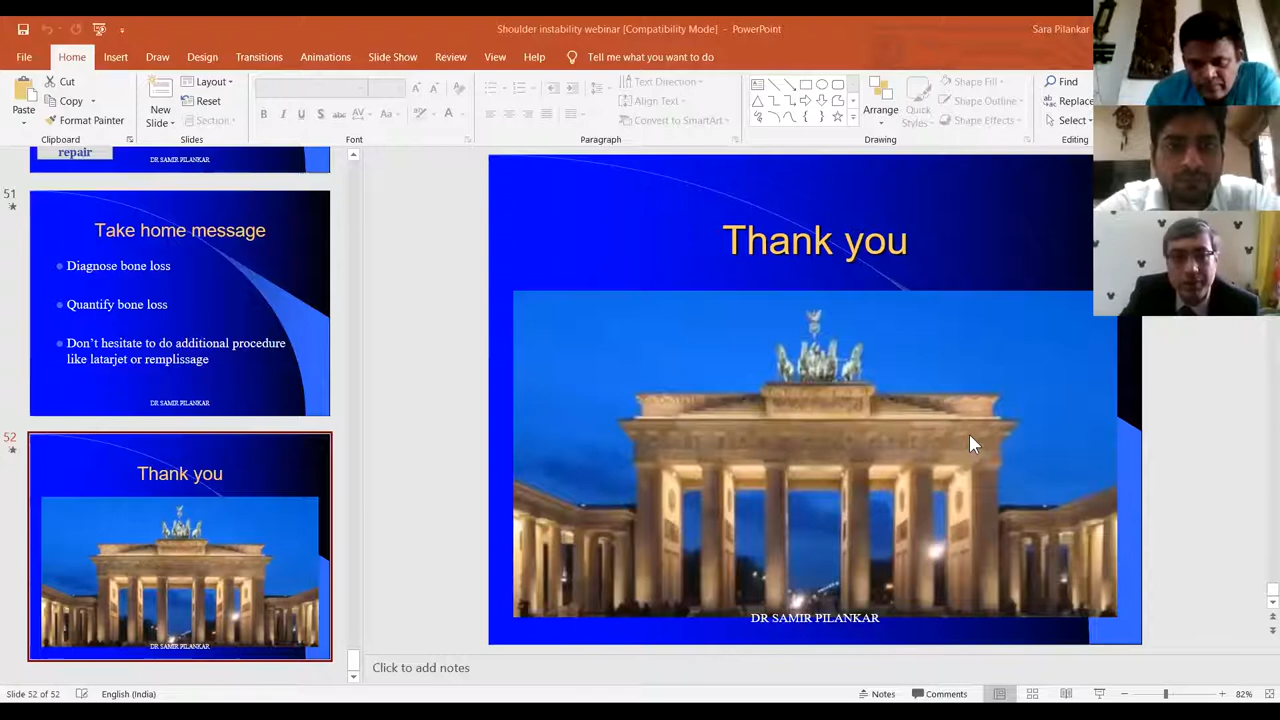 Shoulder instability webinar [Compatibility Mode] - PowerPoint
Sara Pilankar
File Home Insert Draw Design Transitions Animations Slide Show Review View Help Tell me what you want to do
Paste
Cut
Copy
Format Painter
Clipboard
New
Slide
Layout
Reset
Section
Slides
B I U S abc AV Aa A
Font
Text Direction
Align Text
Convert to SmartArt
Paragraph
Arrange
Quick
Styles
Shape Fill
Shape Outline
Shape Effects
Drawing
Find
Replace
Select
Editing
repair
DR SAMIR PILANKAR
51
Take home message
Diagnose bone loss
Quantify bone loss
Don't hesitate to do additional procedure
like latarjet or remplissage
DR SAMIR PILANKAR
52
Thank you
DR SAMIR PILANKAR
Thank you
DR SAMIR PILANKAR
Click to add notes
Slide 52 of 52
English (India)
Notes
Comments
82%